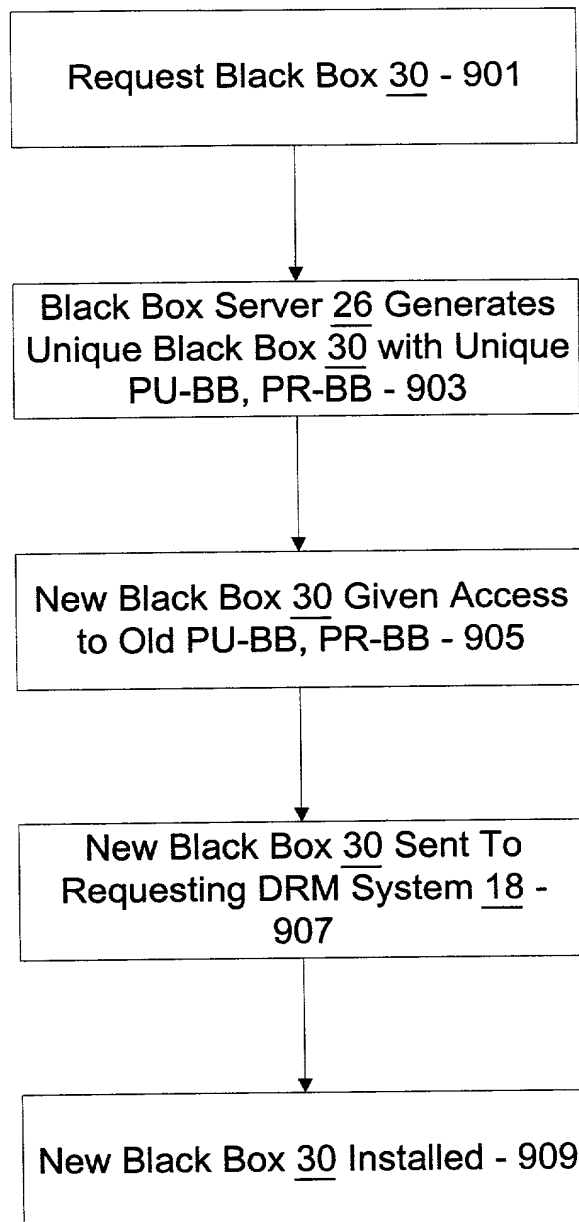 Request Black Box 30 - 901
Black Box Server 26 Generates
Unique Black Box 30 with Unique
PU-BB, PR-BB - 903
New Black Box 30 Given Access
to Old PU-BB, PR-BB - 905
New Black Box 30 Sent To
Requesting DRM System 18 -
907
New Black Box 30 Installed - 909